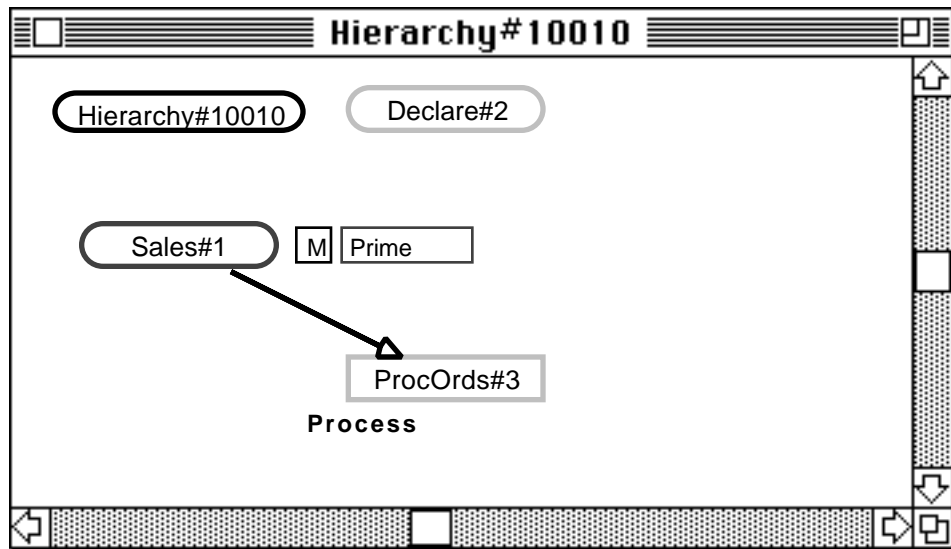 Hierarchy#10010
Hierarchy#10010
Declare#2
Sales#1
M
Prime
ProcOrds#3
Process